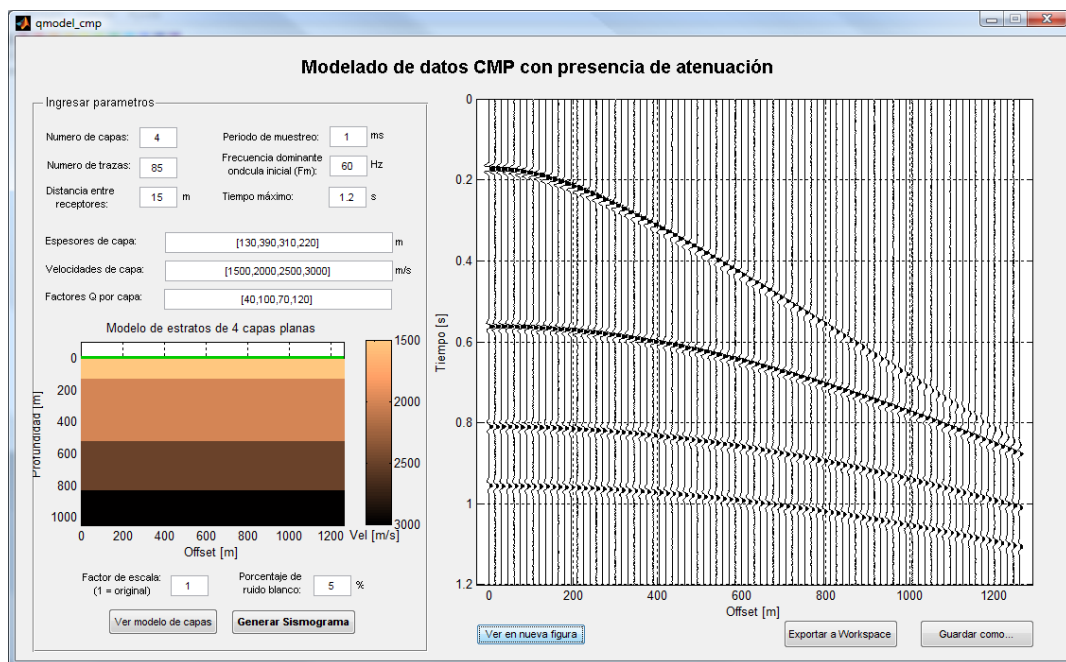 qmodel_cmp
Modelado de datos CMP con presencia de atenuación
Ingresar parametros
Numero de capas: 4
Periodo de muestreo: 1 ms
Numero de trazas: 85
Frecuencia dominante
ondcula inicial (Fm): 60 Hz
Distancia entre
receptores: 15 m
Tiempo máximo: 1.2 s
Espesores de capa: [130,390,310,220] m
Velocidades de capa: [1500,2000,2500,3000] m/s
Factores Q por capa: [40,100,70,120]
Modelo de estratos de 4 capas planas
Profundidad [m]
0
200
400
600
800
1000
0 200 400 600 800 1000 1200
Offset [m]
1500
2000
2500
3000
Vel [m/s]
Factor de escala:
(1 = original) 1
Porcentaje de
ruido blanco: 5 %
Ver modelo de capas
Generar Sismograma
Tiempo [s]
0
0.2
0.4
0.6
0.8
1
1.2
0 200 400 600 800 1000 1200
Offset [m]
Ver en nueva figura
Exportar a Workspace
Guardar como...